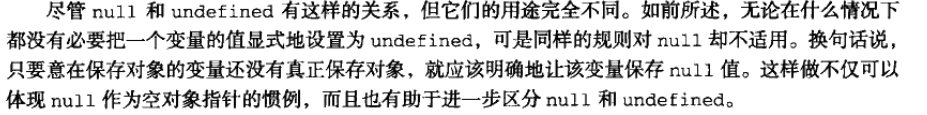 尽管 null 和 undefined 有这样的关系，但它们的用途完全不同。如前所述，无论在什么情况下
都没有必要把一个变量的值显式地设置为 undefined，可是同样的规则对 null 却不适用。换句话说，
只要意在保存对象的变量还没有真正保存对象，就应该明确地让该变量保存 null 值。这样做不仅可以
体现 null 作为空对象指针的惯例，而且也有助于进一步区分 null 和 undefined。